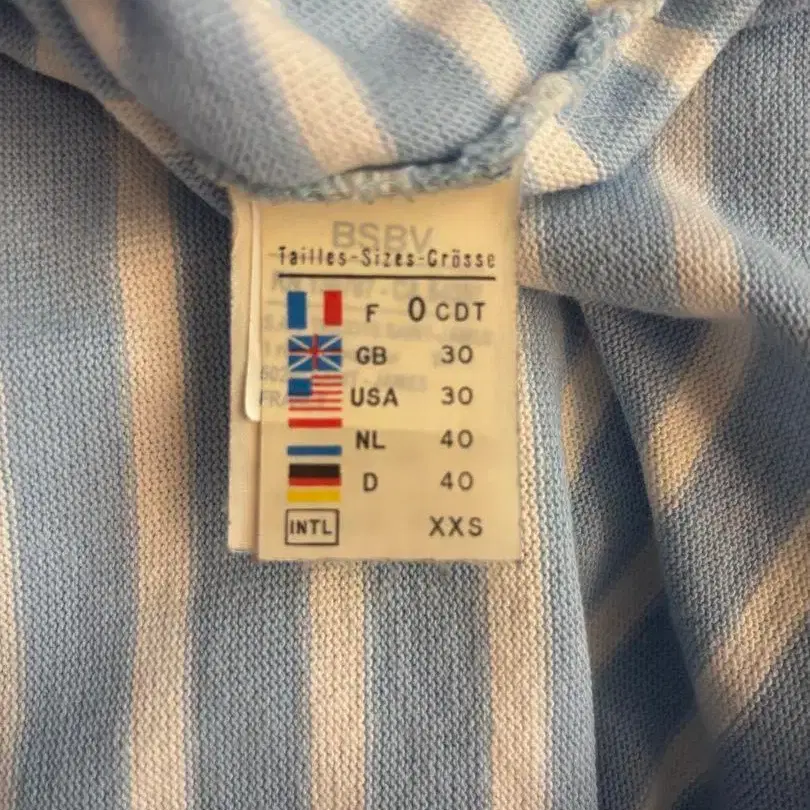 BSBV
Tailles-Sizes-Grösse
F 0 CDT
GB 30
USA 30
NL 40
D 40
INTL XXS